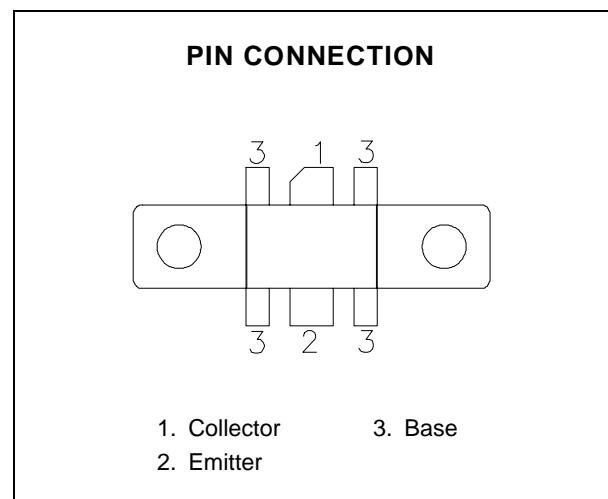 PIN CONNECTION
3 1 3
3 2 3
1. Collector 3. Base
2. Emitter